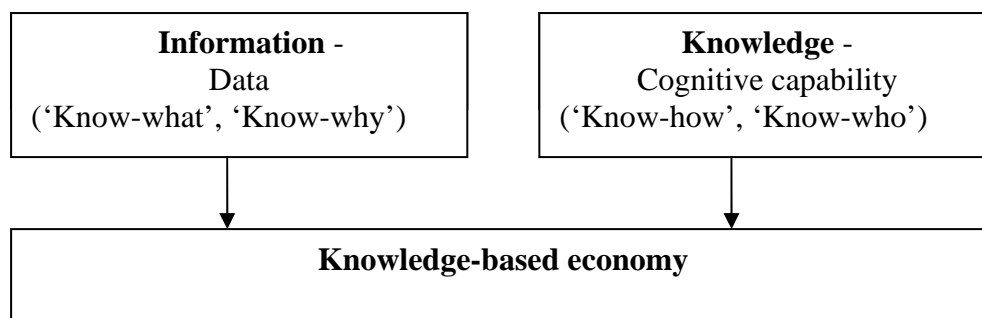 Information -
Data
(‘Know-what’, ‘Know-why’)
Knowledge -
Cognitive capability
(‘Know-how’, ‘Know-who’)
Knowledge-based economy